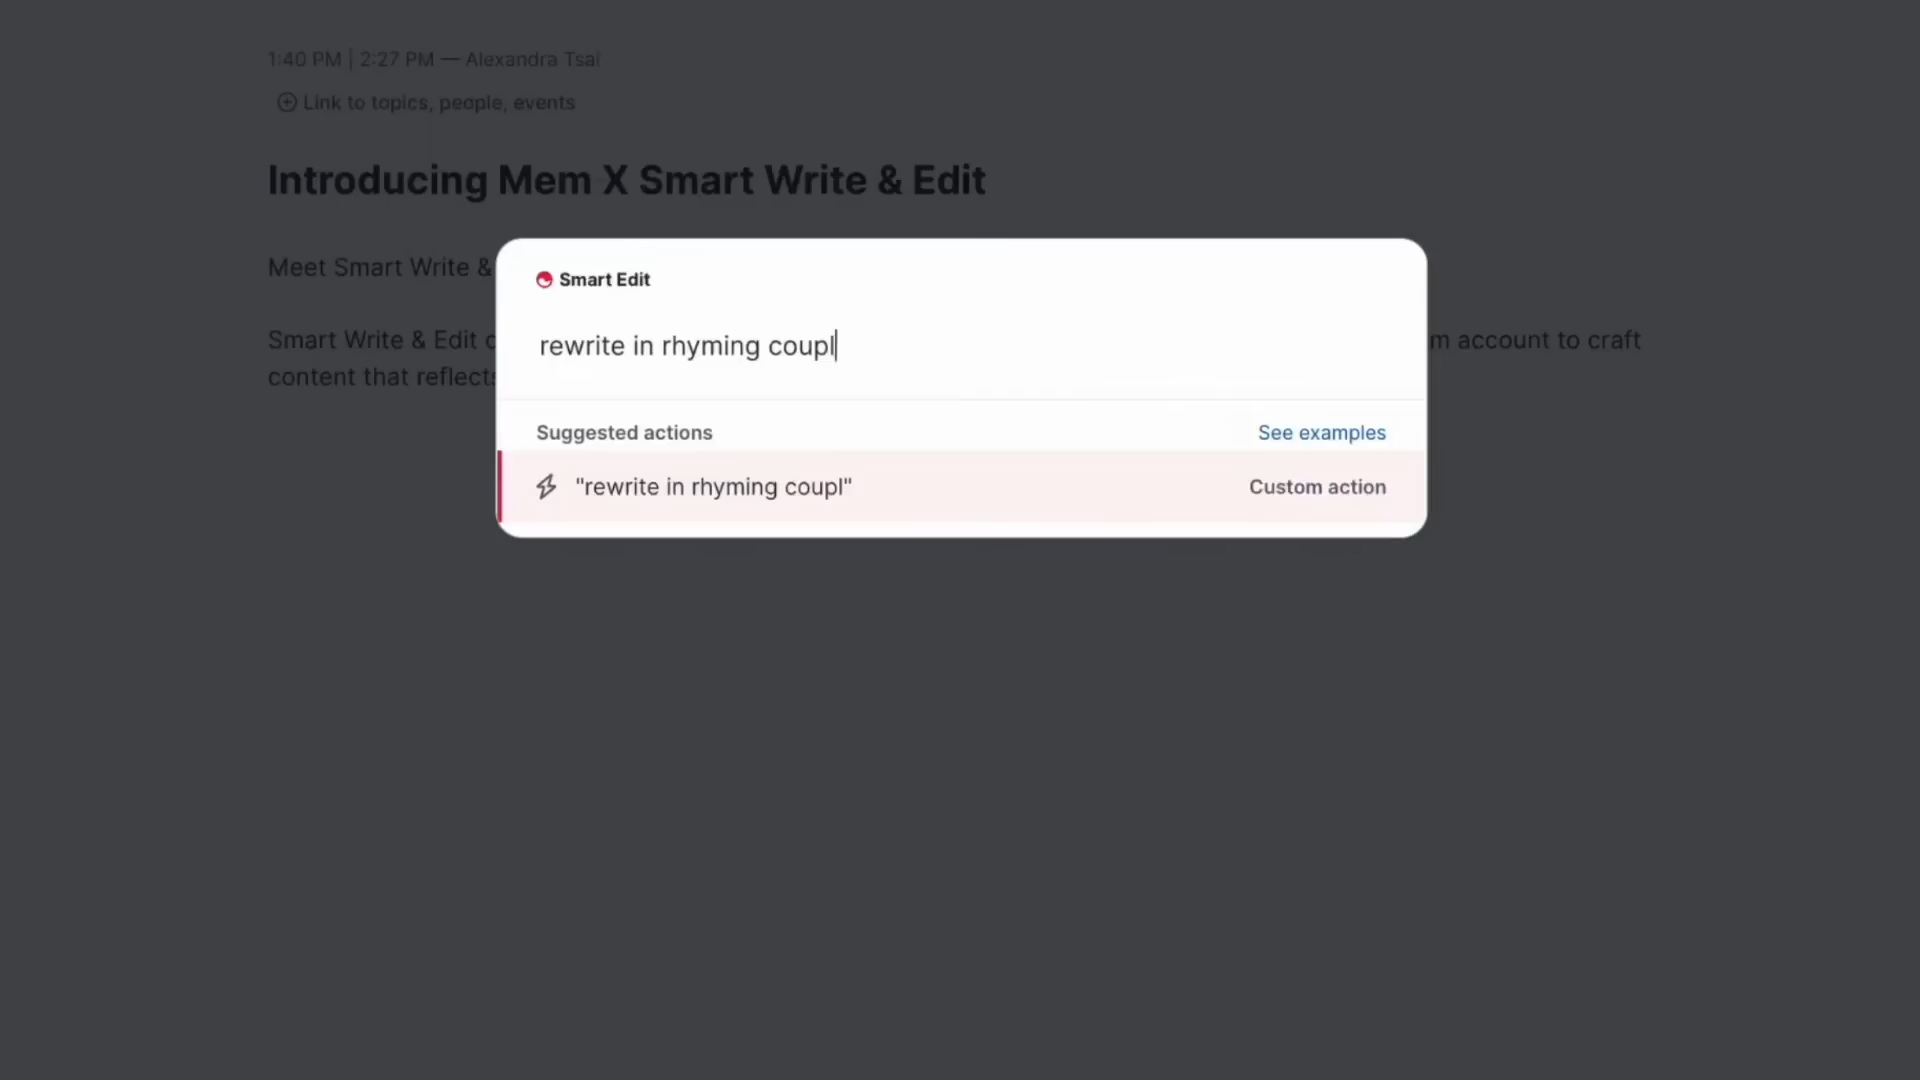 1:40 PM | 2:27 PM — Alexandra Tsai
Link to topics, people, events
Introducing Mem X Smart Write & Edit
Meet Smart Write &
Smart Edit
rewrite in rhyming coupl
Smart Write & Edit
m account to craft
content that reflects
Suggested actions
See examples
"rewrite in rhyming coupl"
Custom action